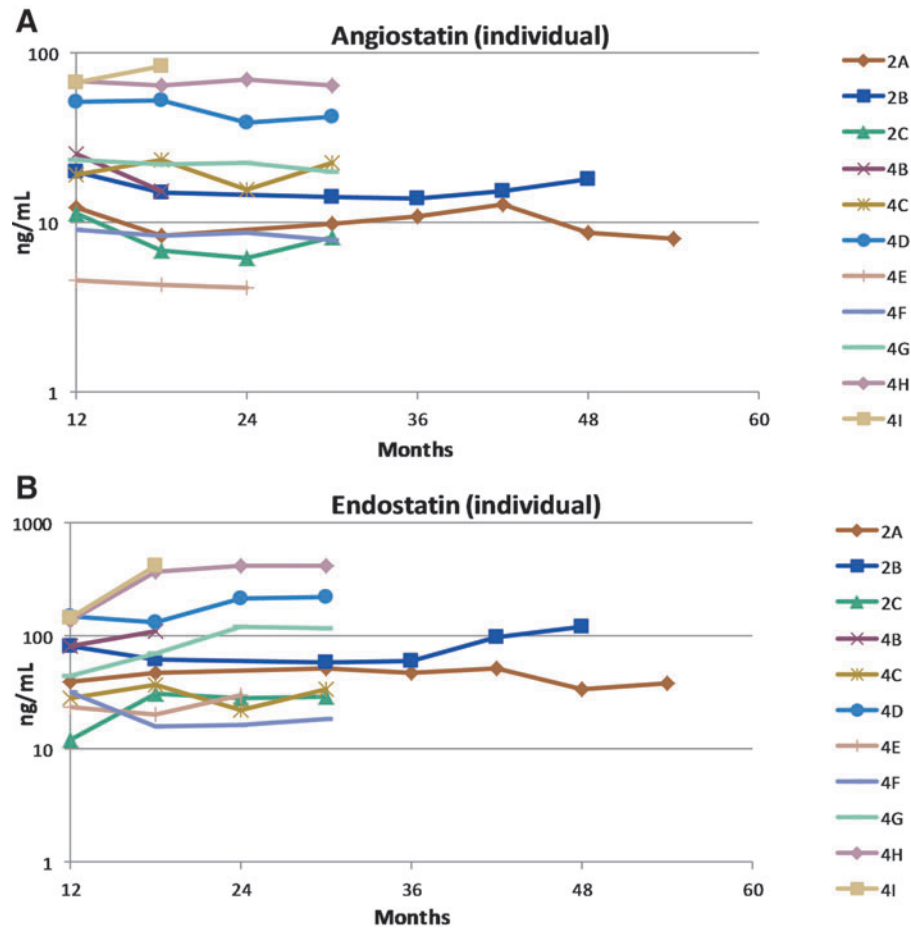 A
Angiostatin (individual)
100
10
1
ng/mL
12
24
36
48
60
Months
2A
2B
2C
4B
4C
4D
4E
4F
4G
4H
4I
B
Endostatin (individual)
1000
100
10
1
ng/mL
12
24
36
48
60
Months
2A
2B
2C
4B
4C
4D
4E
4F
4G
4H
4I